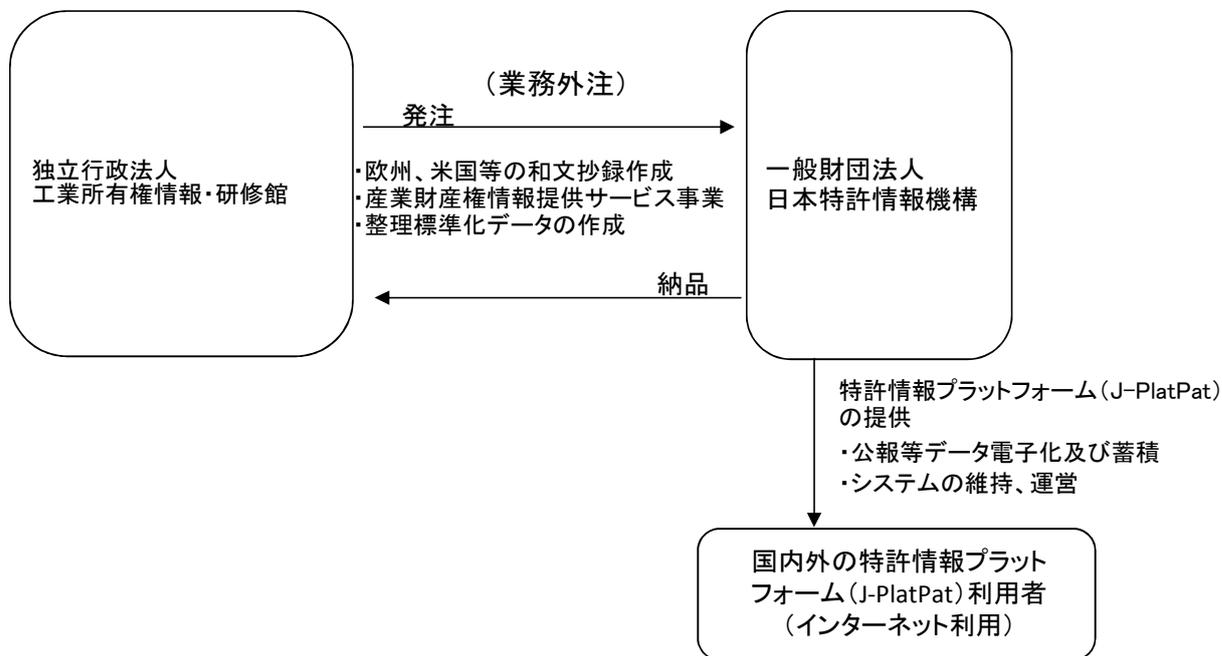 （業務外注）
発注
独立行政法人
工業所有権情報・研修館
・欧州、米国等の和文抄録作成
・産業財産権情報提供サービス事業
・整理標準化データの作成
一般財団法人
日本特許情報機構
納品
特許情報プラットフォーム（J-PlatPat）
の提供
・公報等データ電子化及び蓄積
・システムの維持、運営
国内外の特許情報プラット
フォーム（J-PlatPat）利用者
（インターネット利用）